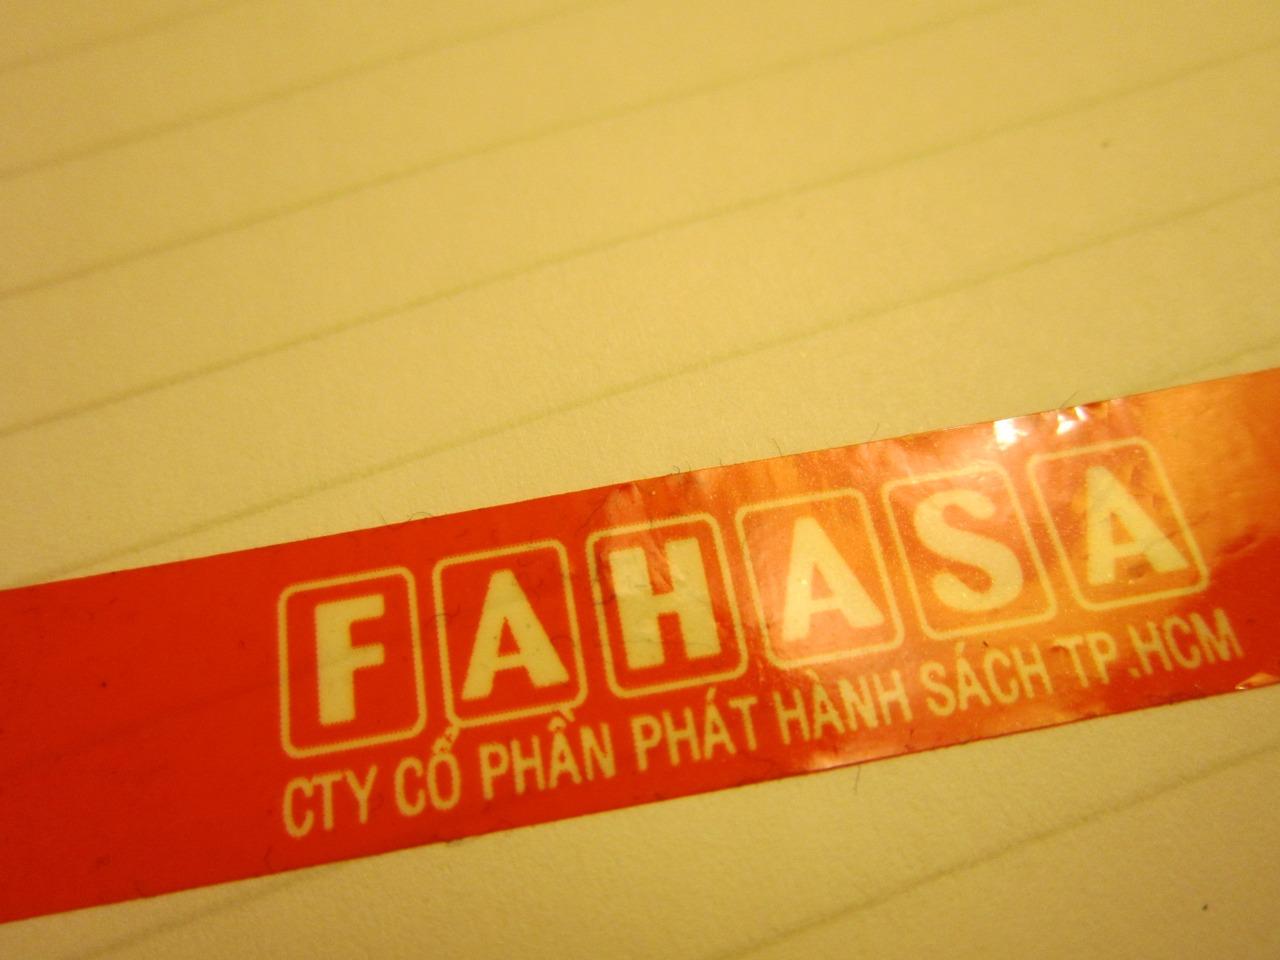 FAHASA
CTY CỔ PHẦN PHÁT HÀNH SÁCH TP.HCM